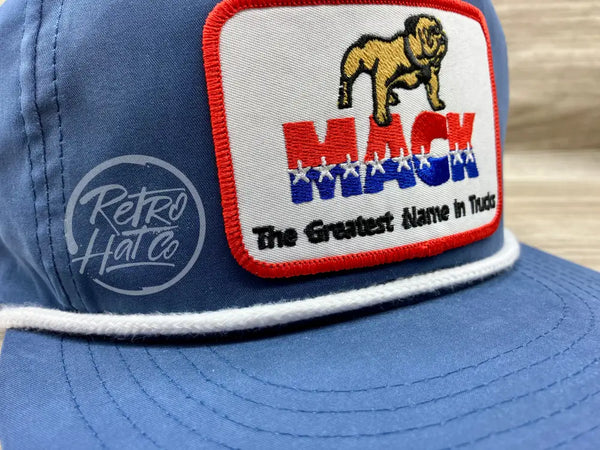 MACK
The Greatest Name in Trucks
RETRO
HAT CO